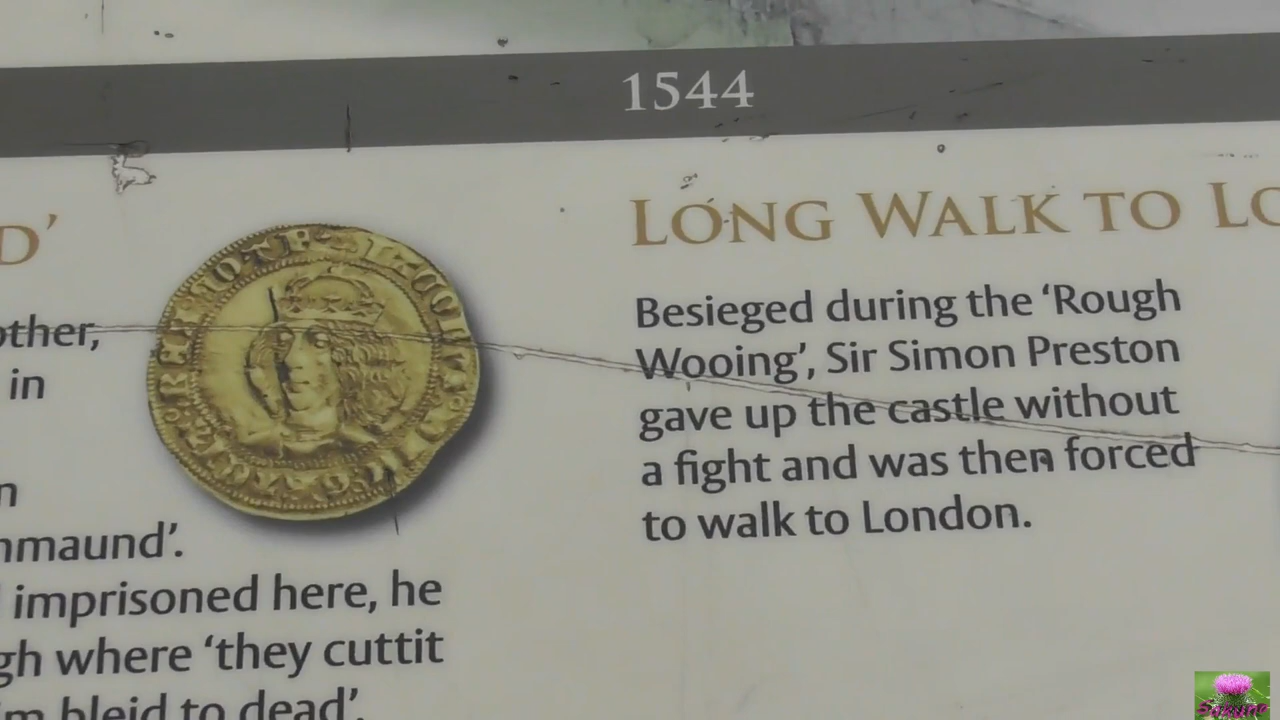 1544
D’
other,
in
n
nmaund’.
imprisoned here, he
gh where ‘they cuttit
’m bleid to dead’.
LONG WALK TO LO
Besieged during the ‘Rough
Wooing’, Sir Simon Preston
gave up the castle without
a fight and was then forced
to walk to London.
Sakura